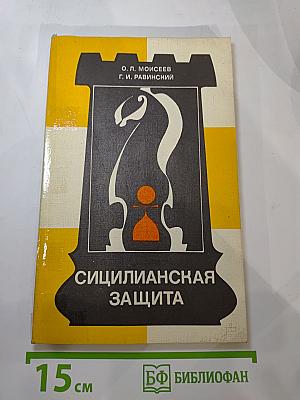 О. Л. МОИСЕЕВ
Г. И. РАВИНСКИЙ
СИЦИЛИАНСКАЯ
ЗАЩИТА
15 см
БФ БИБЛИОФАН